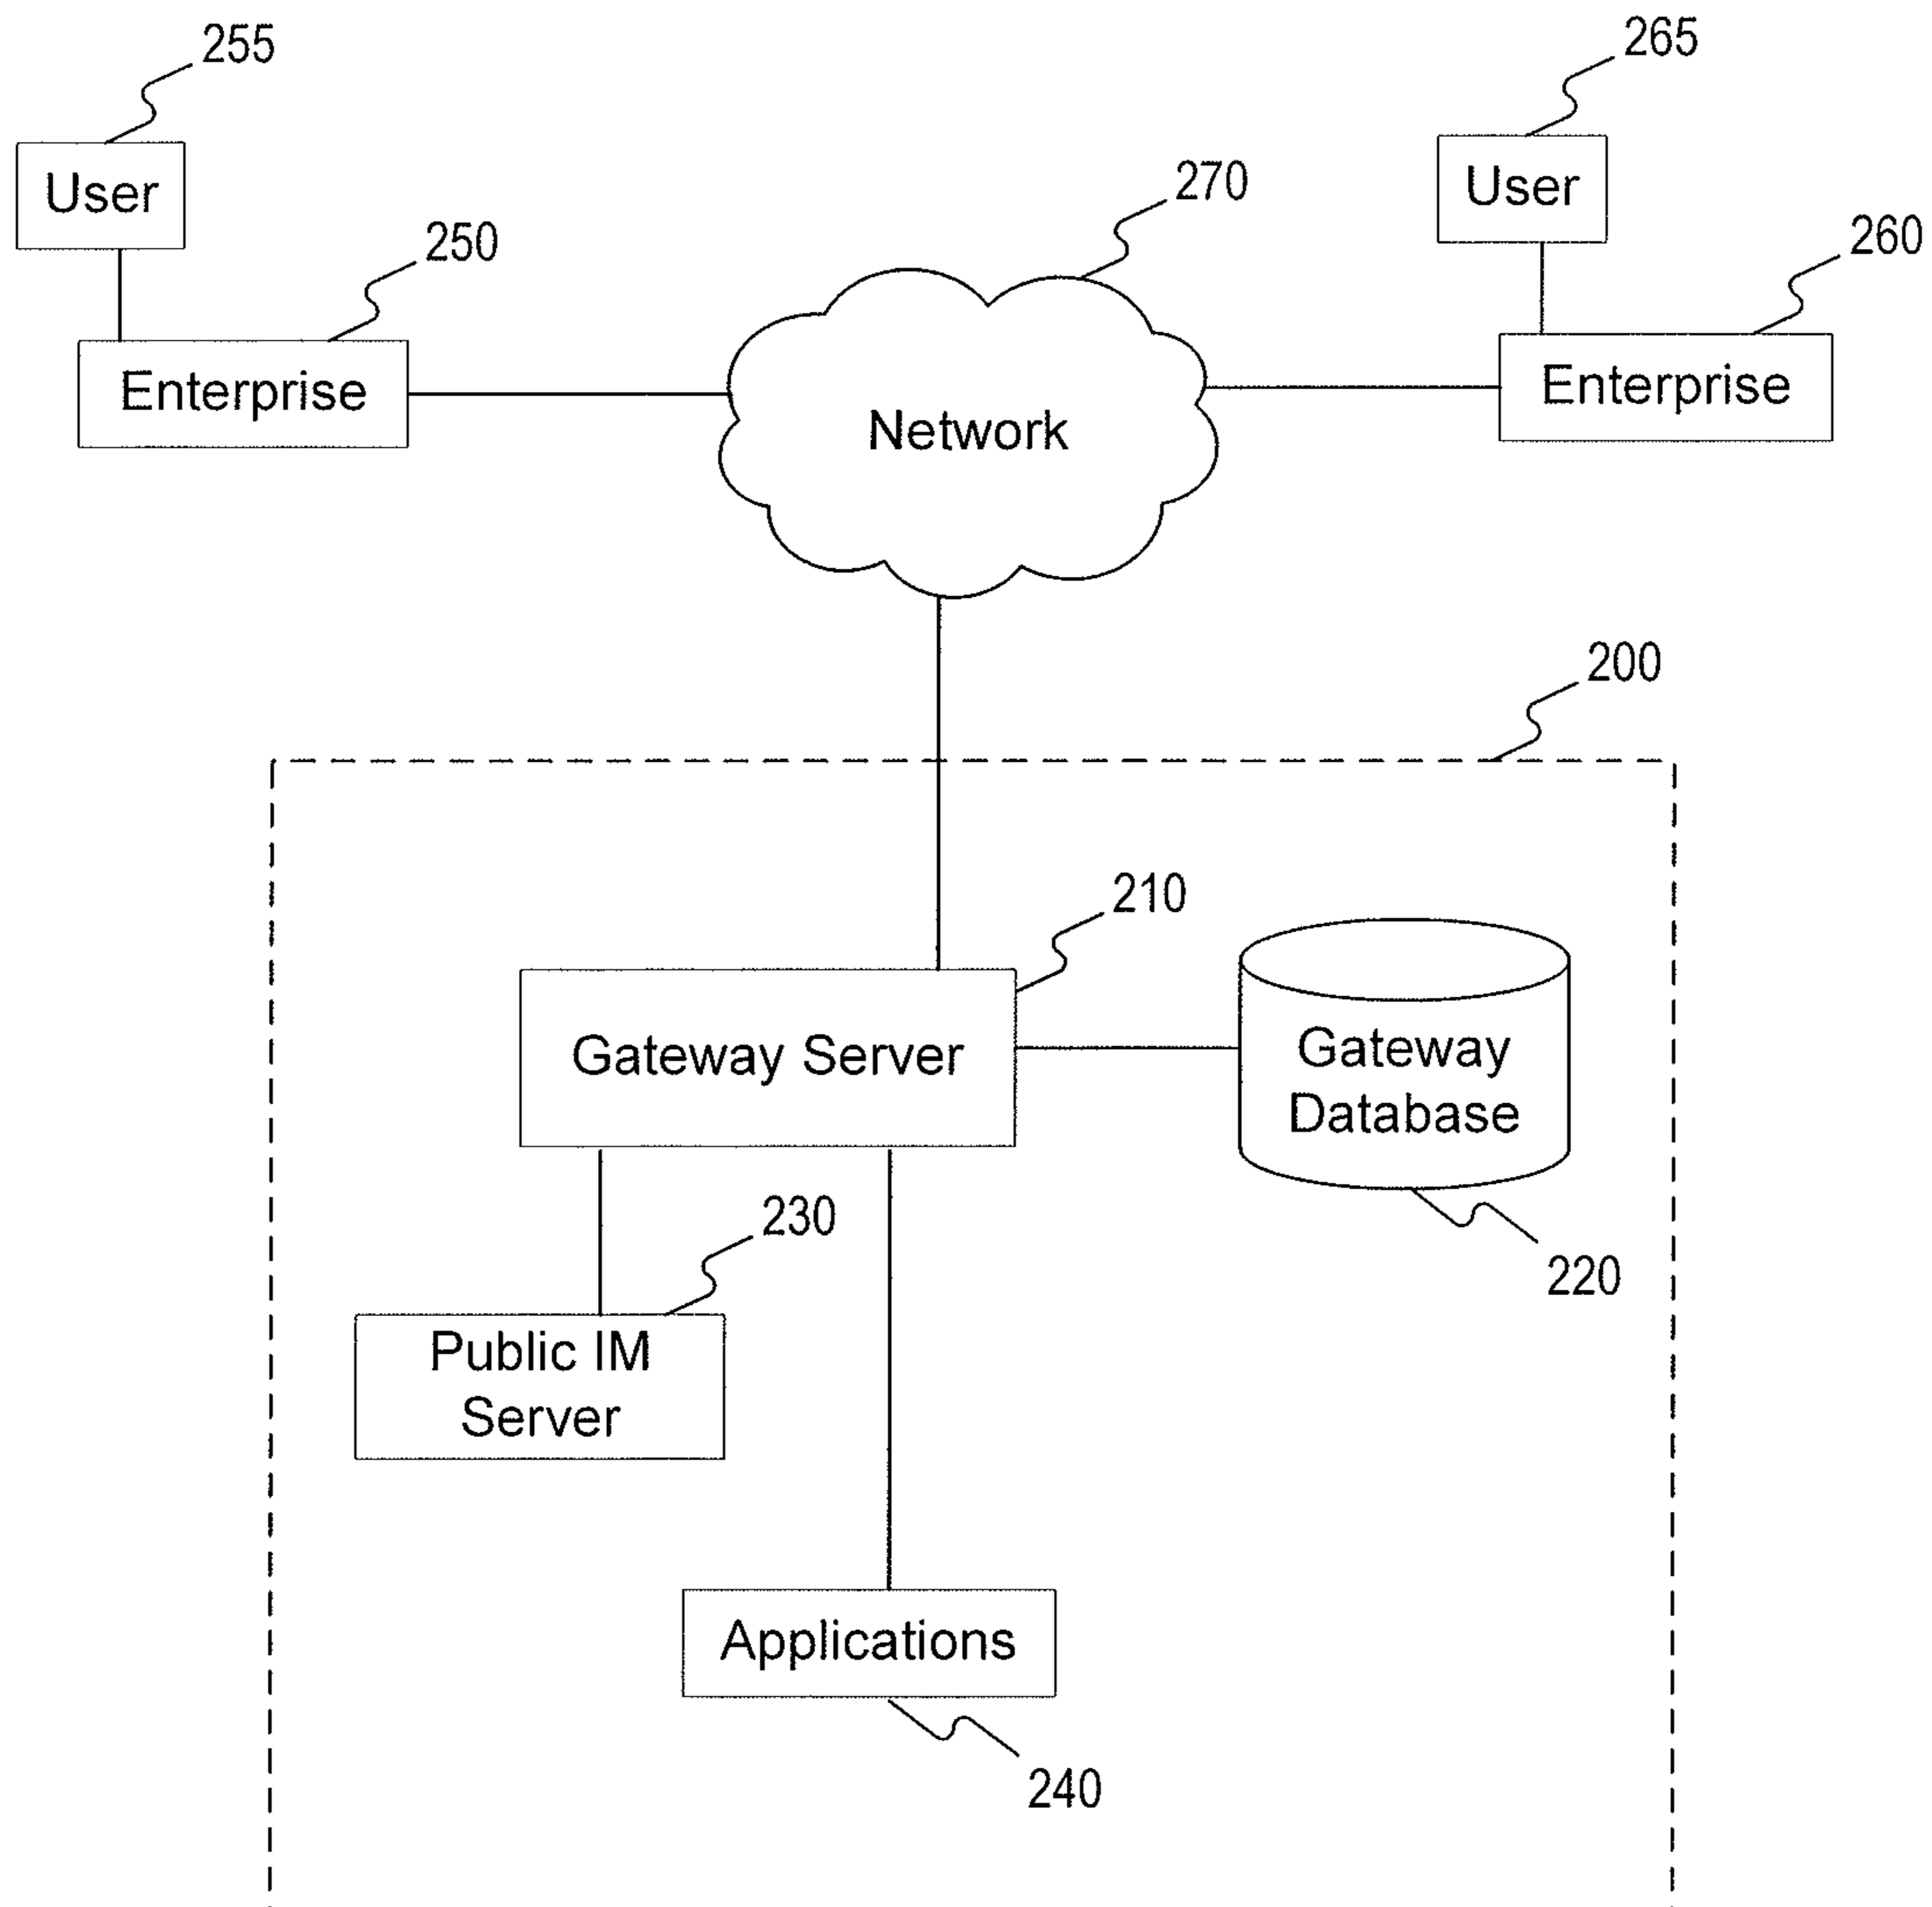 255
265
User
270
User
250
260
Enterprise
Enterprise
Network
200
210
Gateway Server
Gateway
Database
230
220
Public IM
Server
Applications
240